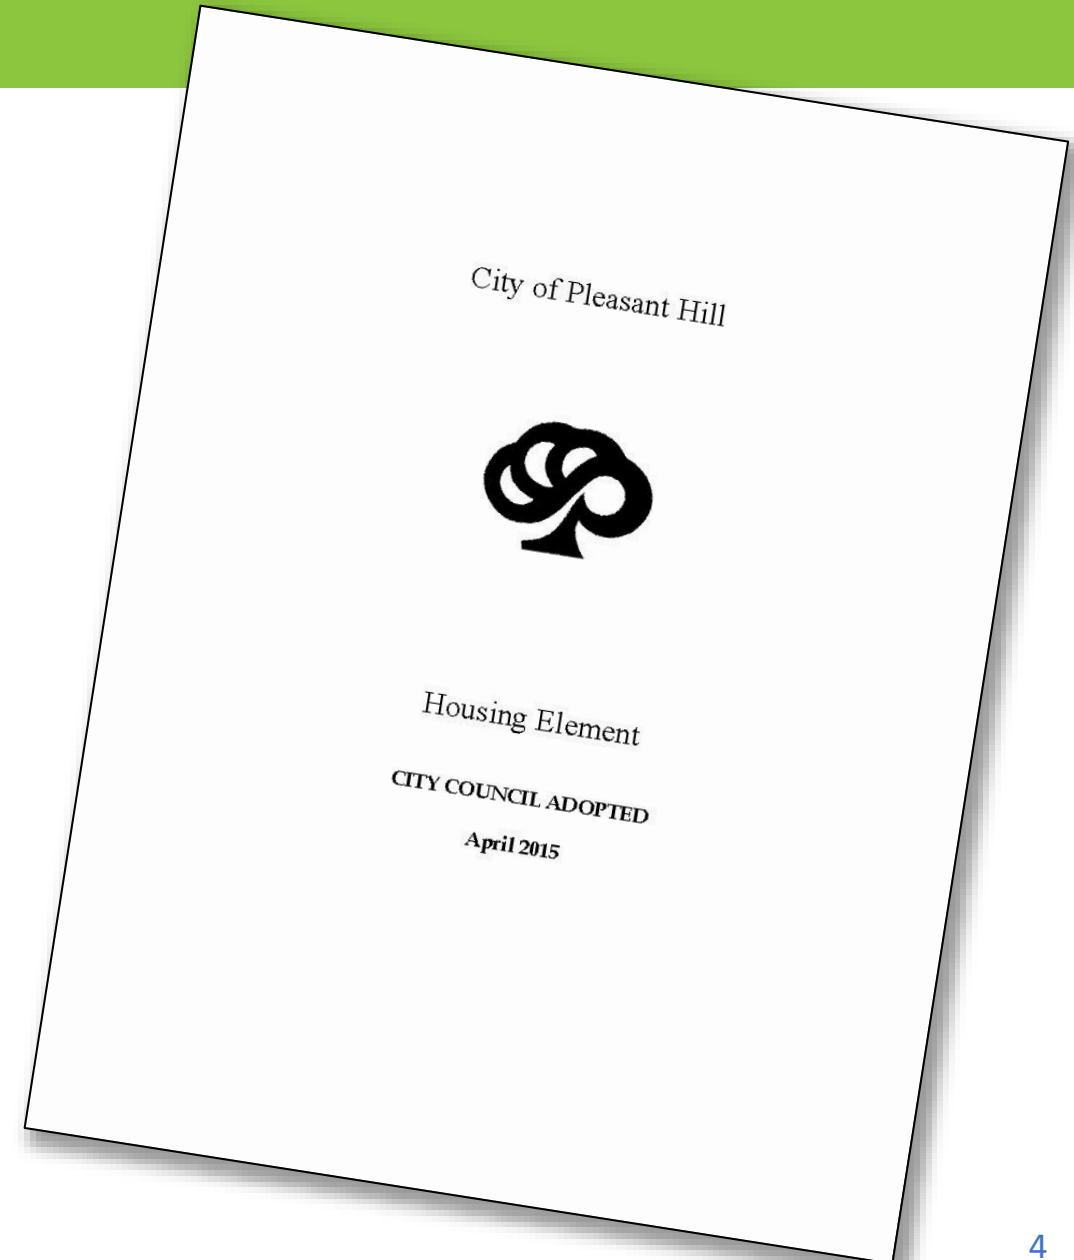 City of Pleasant Hill
Housing Element
CITY COUNCIL ADOPTED
April 2015
4